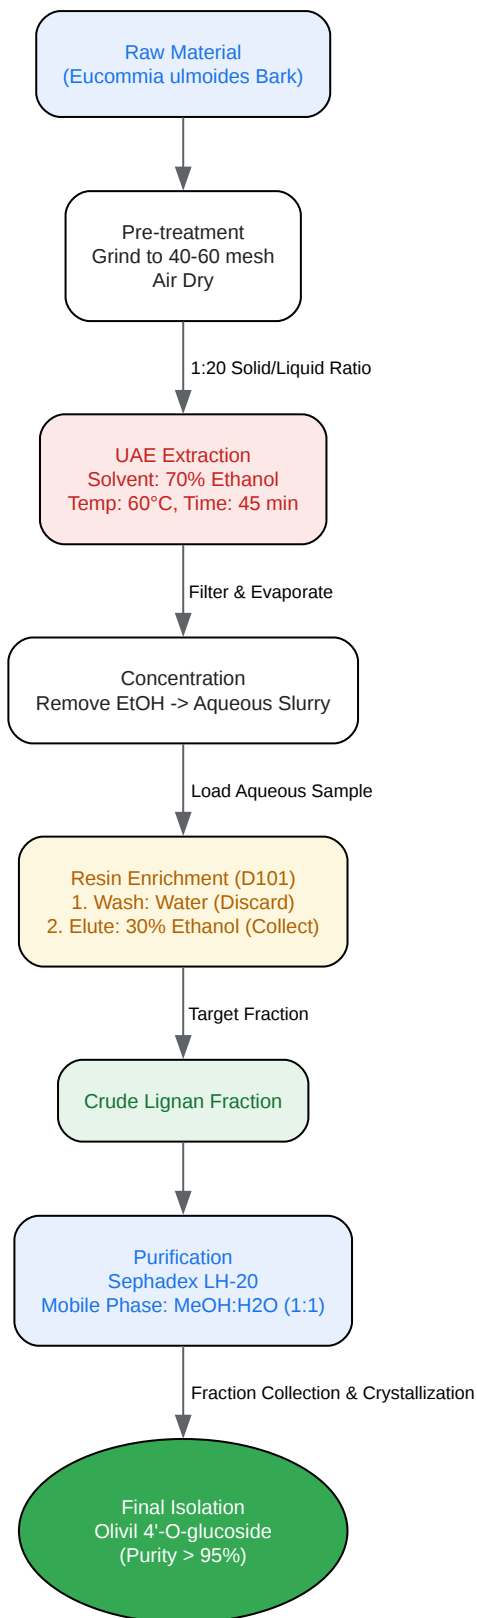 Raw Material
(Eucommia ulmoides Bark)
Pre-treatment
Grind to 40-60 mesh
Air Dry
1:20 Solid/Liquid Ratio
UAE Extraction
Solvent: 70% Ethanol
Temp: 60°C, Time: 45 min
Filter & Evaporate
Concentration
Remove EtOH -> Aqueous Slurry
Load Aqueous Sample
Resin Enrichment (D101)
1. Wash: Water (Discard)
2. Elute: 30% Ethanol (Collect)
Target Fraction
Crude Lignan Fraction
Purification
Sephadex LH-20
Mobile Phase: MeOH:H2O (1:1)
Fraction Collection & Crystallization
Final Isolation
Olivil 4'-O-glucoside
(Purity > 95%)